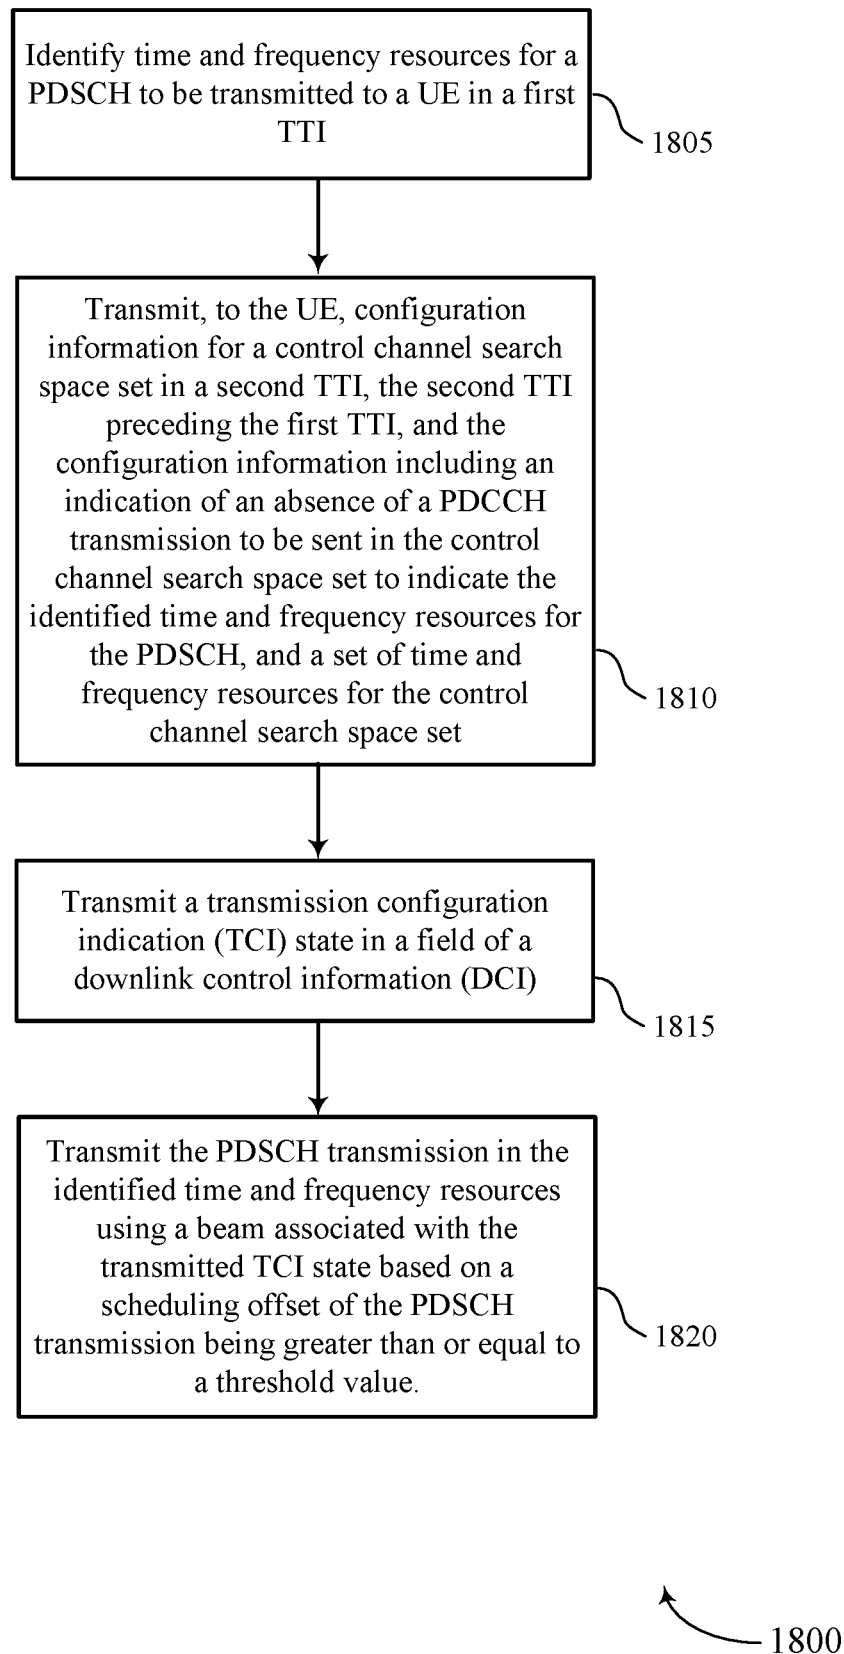 Identify time and frequency resources for a
PDSCH to be transmitted to a UE in a first
TTI
1805
Transmit, to the UE, configuration
information for a control channel search
space set in a second TTI, the second TTI
preceding the first TTI, and the
configuration information including an
indication of an absence of a PDCCH
transmission to be sent in the control
channel search space set to indicate the
identified time and frequency resources for
the PDSCH, and a set of time and
frequency resources for the control
channel search space set
1810
Transmit a transmission configuration
indication (TCI) state in a field of a
downlink control information (DCI)
1815
Transmit the PDSCH transmission in the
identified time and frequency resources
using a beam associated with the
transmitted TCI state based on a
scheduling offset of the PDSCH
transmission being greater than or equal to
a threshold value.
1820
1800